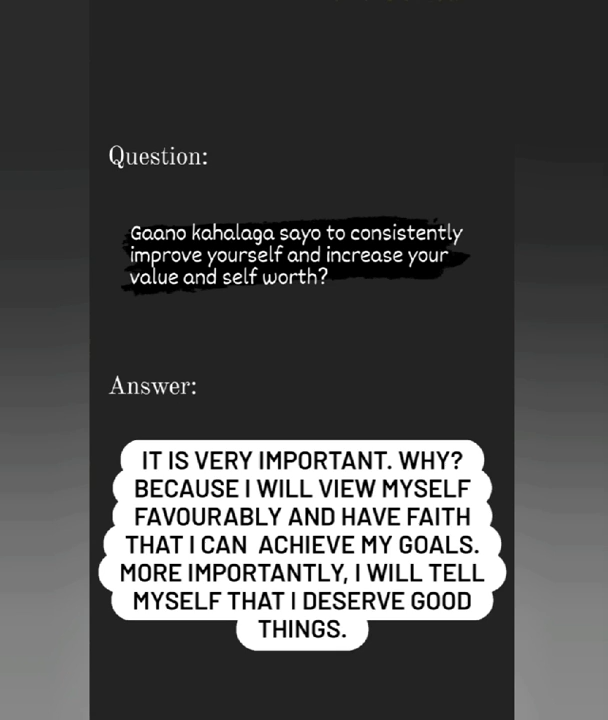 Question:
Gaano kahalaga sayo to consistently
improve yourself and increase your
value and self worth?
Answer:
IT IS VERY IMPORTANT. WHY?
BECAUSE I WILL VIEW MYSELF
FAVOURABLY AND HAVE FAITH
THAT I CAN ACHIEVE MY GOALS.
MORE IMPORTANTLY, I WILL TELL
MYSELF THAT I DESERVE GOOD
THINGS.